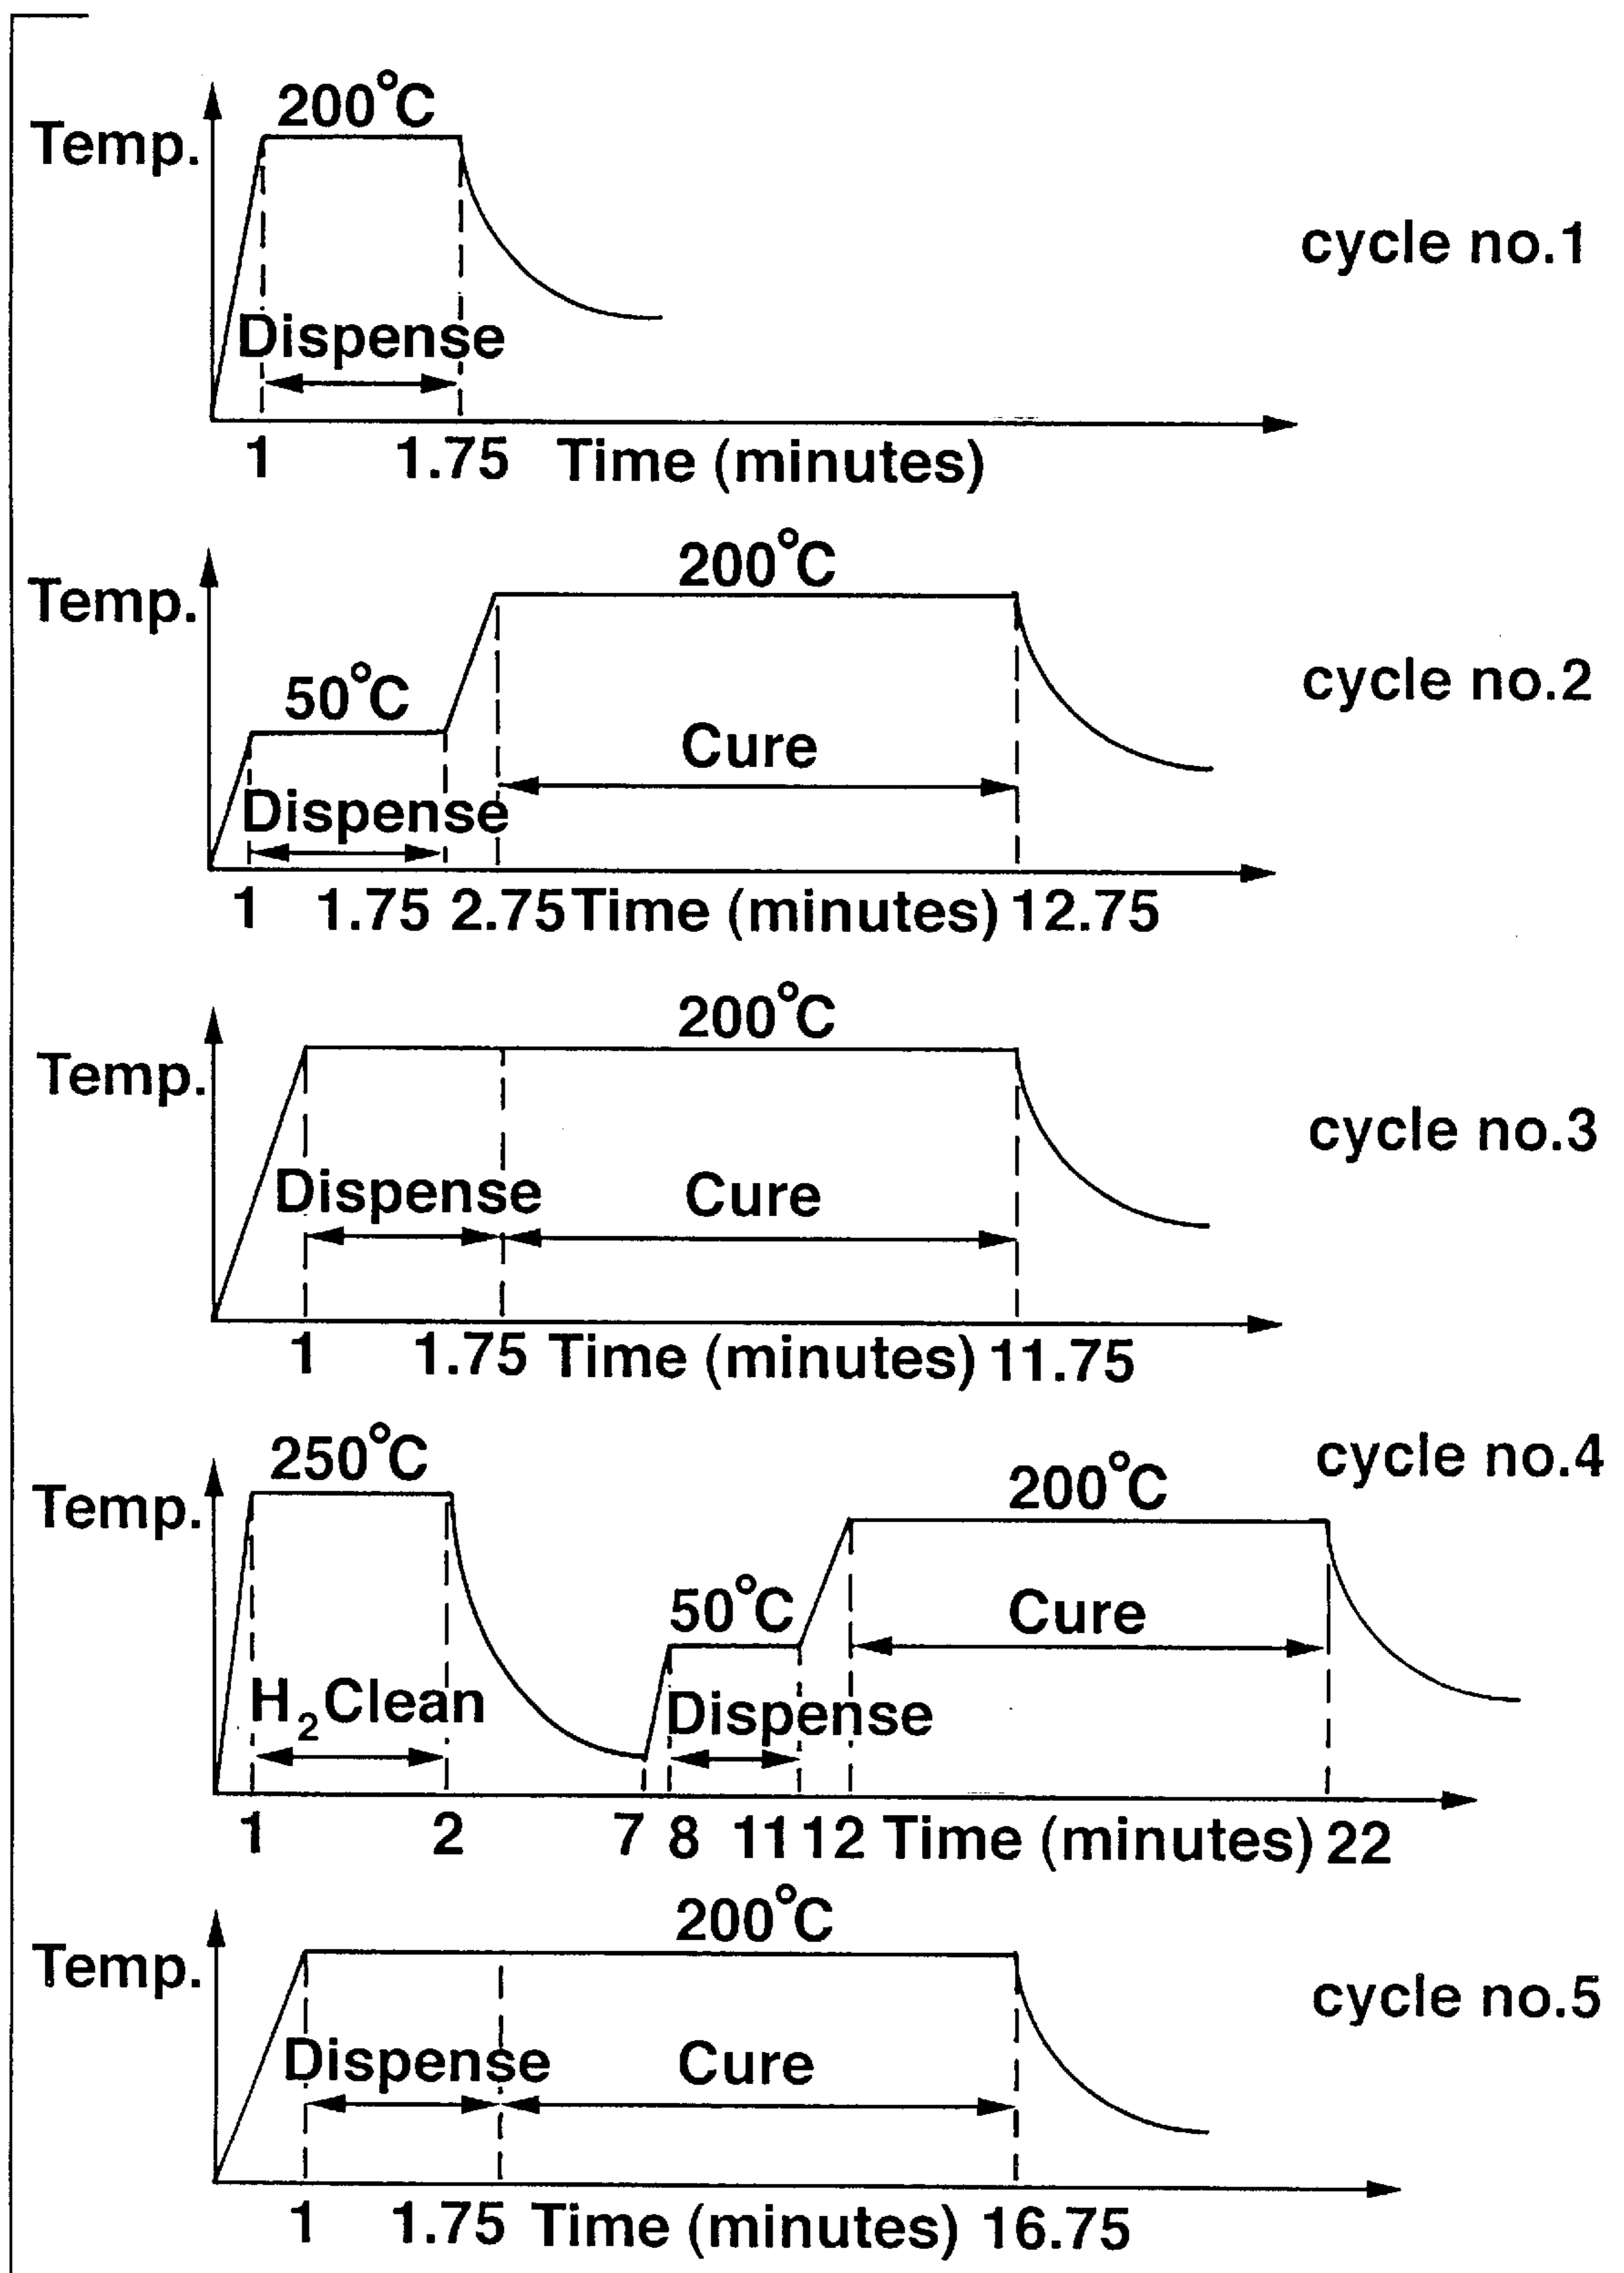 200°C
Temp.
cycle no.1
Dispense
1 1.75 Time (minutes)
200°C
Temp.
50°C
cycle no.2
Cure
Dispense
1 1.75 2.75 Time (minutes) 12.75
200°C
Temp.
cycle no.3
Dispense Cure
1 1.75 Time (minutes) 11.75
250°C
cycle no.4
200°C
Temp.
50°C
Cure
H₂Clean
Dispense
1 2 7 8 11 12 Time (minutes) 22
200°C
Temp.
cycle no.5
Dispense Cure
1 1.75 Time (minutes) 16.75